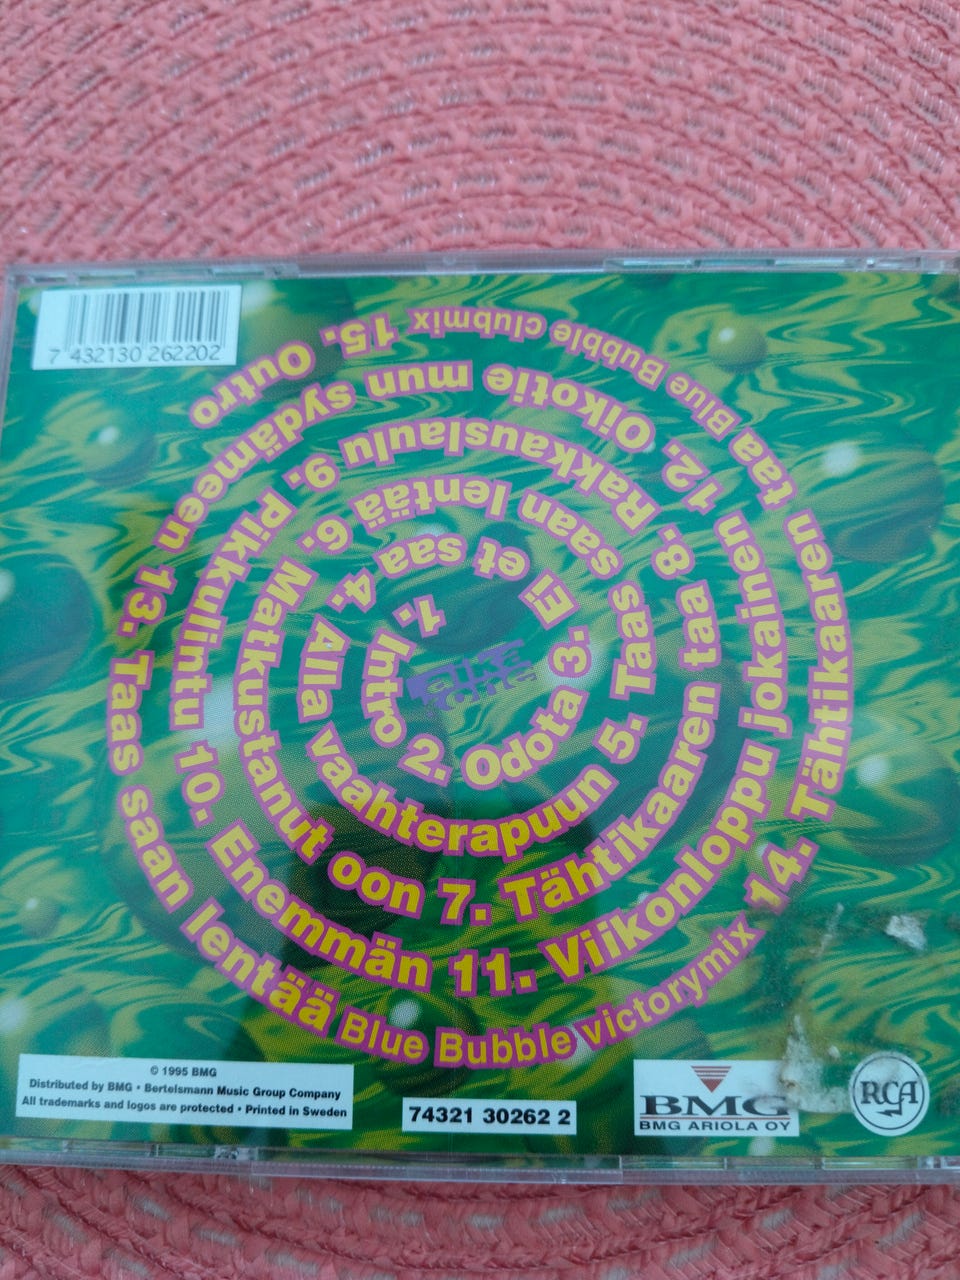 7 432130 262202
1. Intro 2. Odota 3. Ei et saa 4. Alla vaahterapuun 5. Taas saan lentää 6. Matkustanut oon 7. Tähtikaaren taa 8. Rakkauslaulu 9. Pikkulintu 10. Enemmän 11. Viikonloppu jokainen 12. Oikotie mun sydämeen 13. Taas saan lentää Blue Bubble victorymix 14. Tähtikaaren taa Blue Bubble clubmix 15. Outro
© 1995 BMG
Distributed by BMG • Bertelsmann Music Group Company
All trademarks and logos are protected • Printed in Sweden
74321 30262 2
BMG
BMG ARIOLA OY
RCA